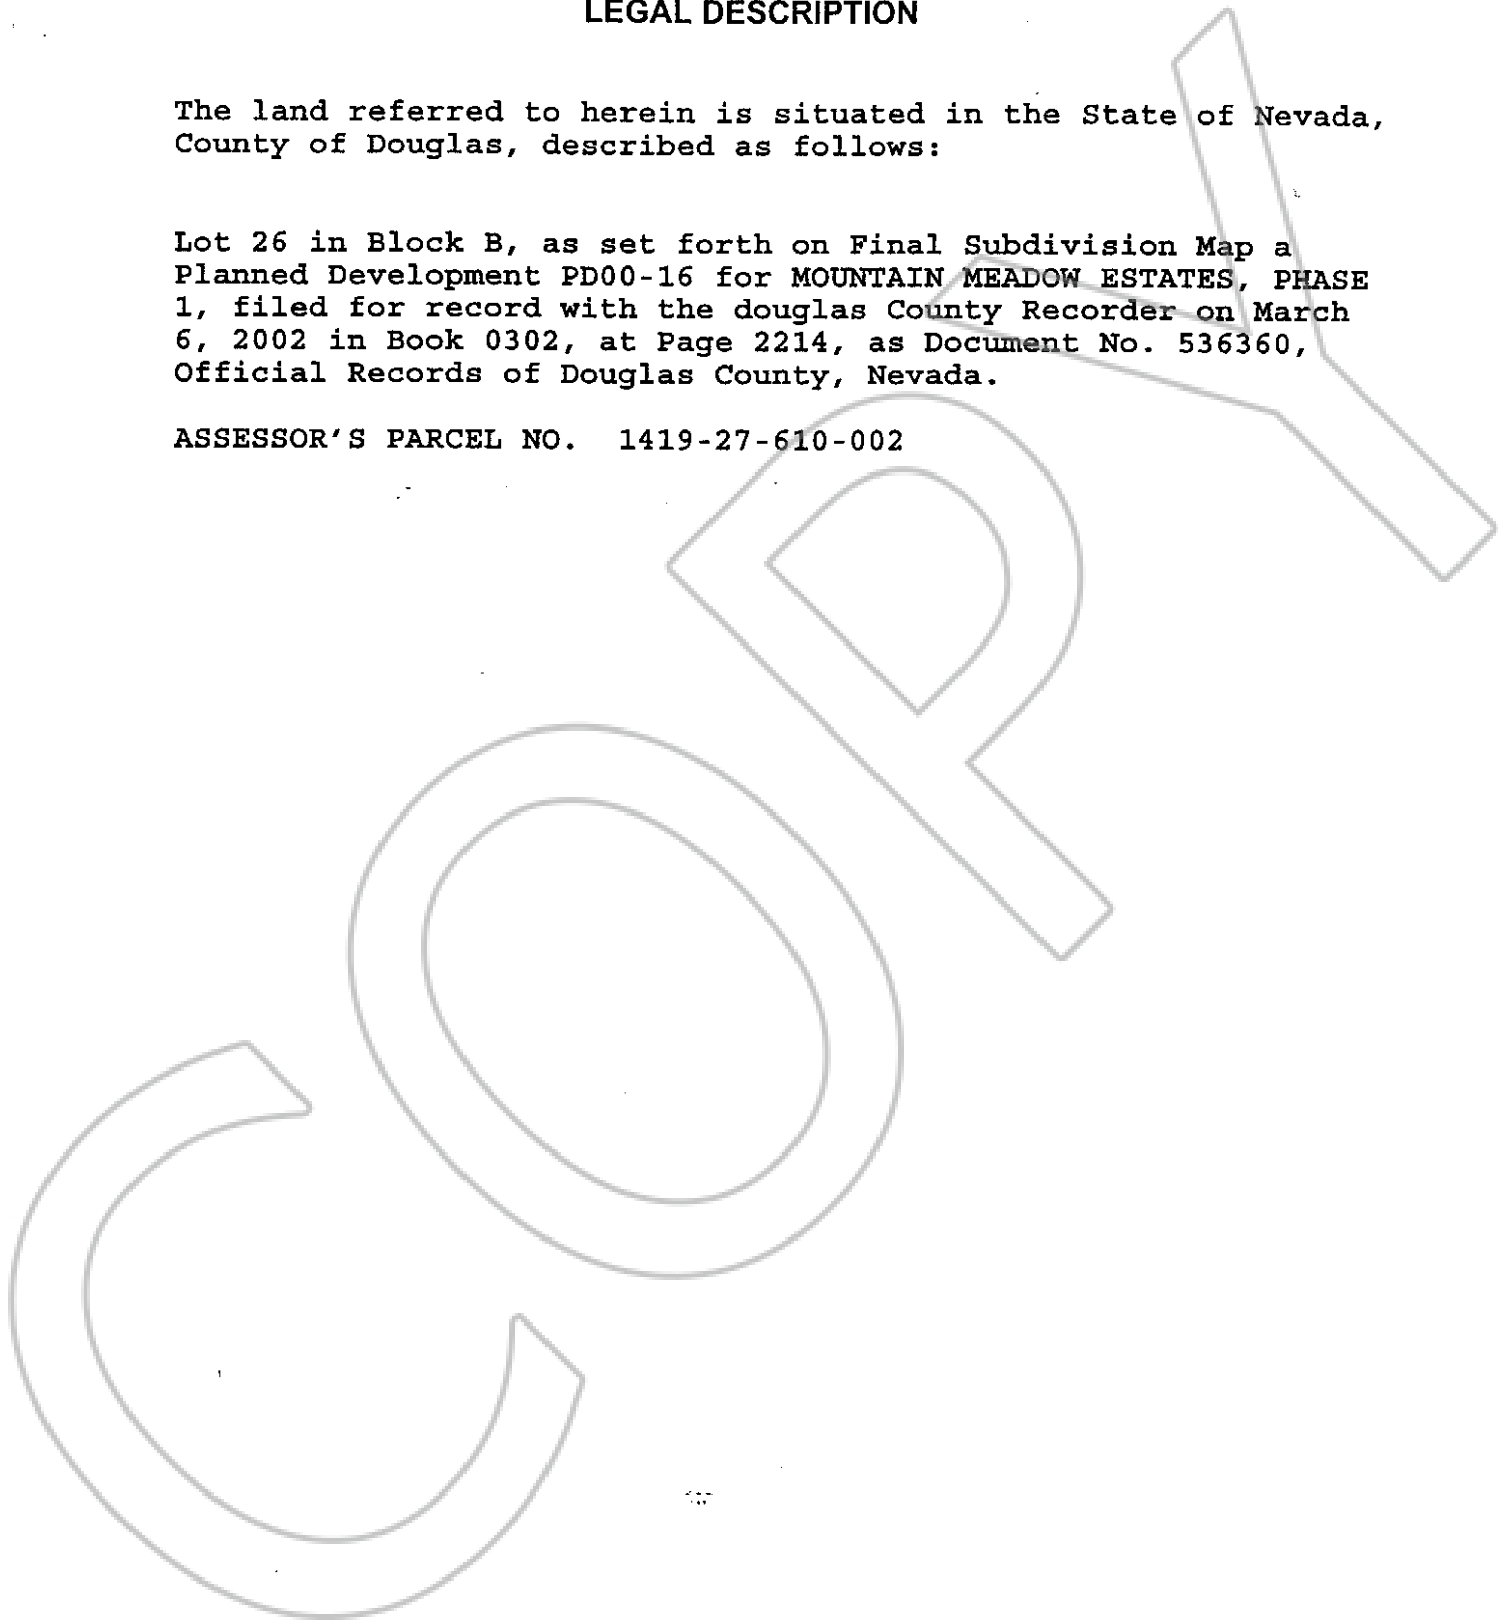 LEGAL DESCRIPTION
The land referred to herein is situated in the State of Nevada,
County of Douglas, described as follows:
Lot 26 in Block B, as set forth on Final Subdivision Map a
Planned Development PD00-16 for MOUNTAIN MEADOW ESTATES, PHASE
1, filed for record with the douglas County Recorder on March
6, 2002 in Book 0302, at Page 2214, as Document No. 536360,
Official Records of Douglas County, Nevada.
ASSESSOR'S PARCEL NO. 1419-27-610-002
COPY